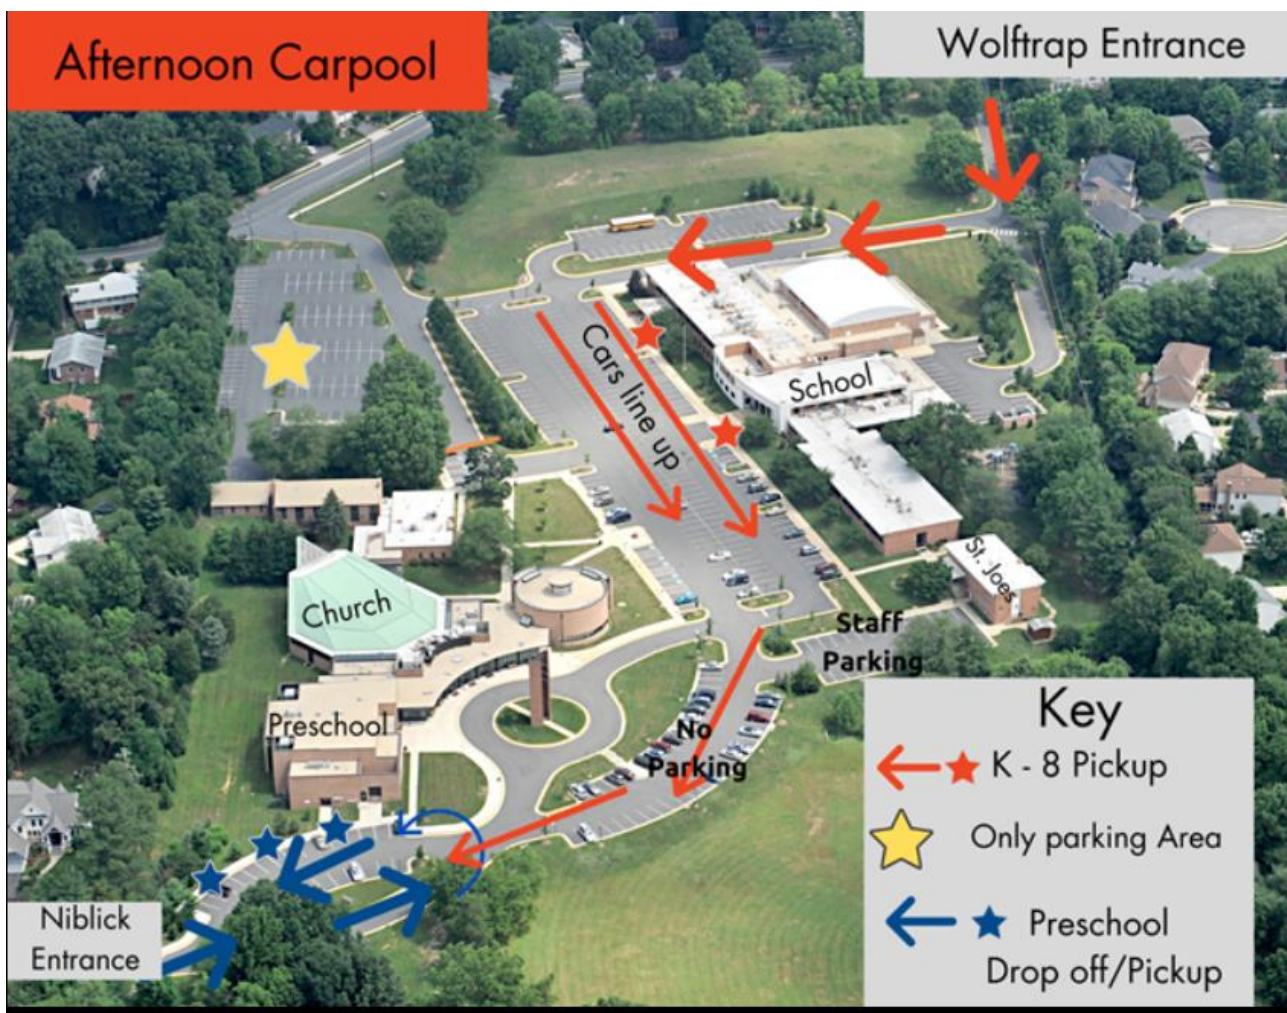 Afternoon Carpool
Wolftrap Entrance
Cars line up
School
St. Joes
Church
Staff
Parking
Preschool
No
Parking
Niblick
Entrance
Key
K - 8 Pickup
Only parking Area
Preschool
Drop off/Pickup